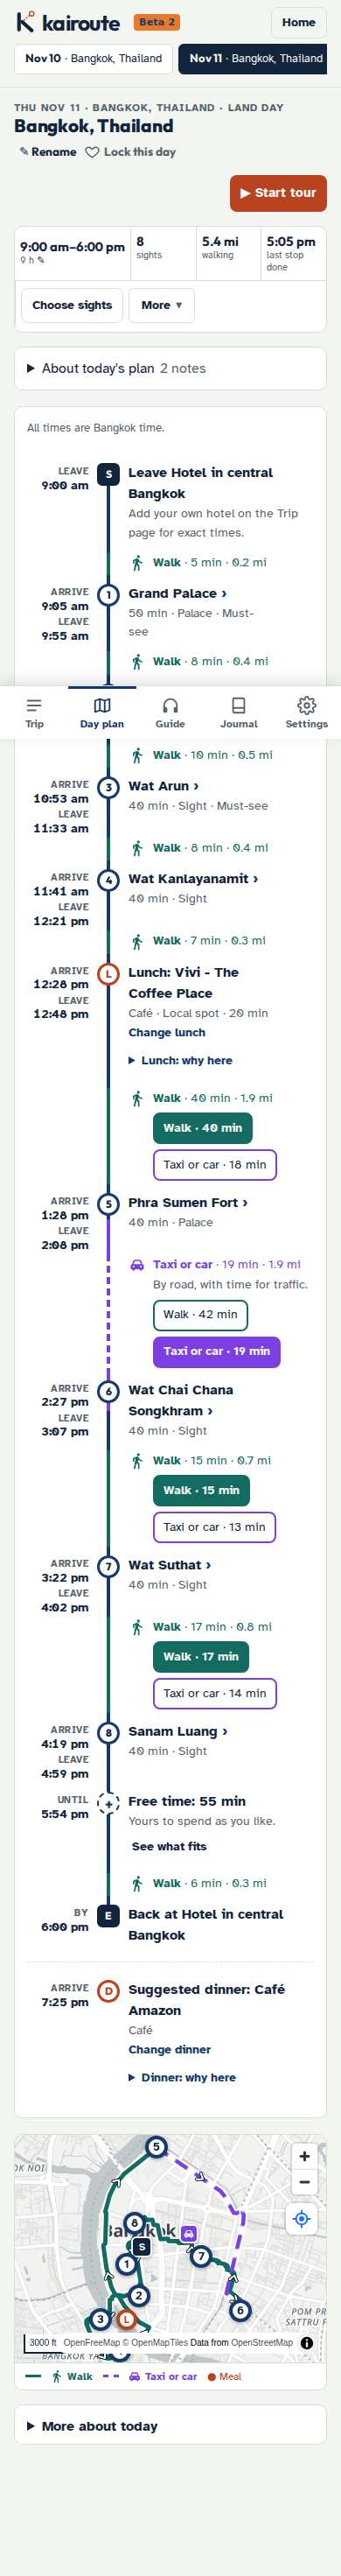 kairoute
Beta 2
Home
Nov 10 · Bangkok, Thailand
Nov 11 · Bangkok, Thailand
THU NOV 11 · BANGKOK, THAILAND · LAND DAY
Bangkok, Thailand
✎ Rename
Lock this day
▶ Start tour
9:00 am–6:00 pm
9 h ✎
8
sights
5.4 mi
walking
5:05 pm
last stop
done
Choose sights
More ▾
▶ About today's plan 2 notes
All times are Bangkok time.
LEAVE
9:00 am
S
Leave Hotel in central
Bangkok
Add your own hotel on the Trip
page for exact times.
Walk · 5 min · 0.2 mi
ARRIVE
9:05 am
LEAVE
9:55 am
1
Grand Palace ›
50 min · Palace · Must-
see
Walk · 8 min · 0.4 mi
Trip
Day plan
Guide
Journal
Settings
Walk · 10 min · 0.5 mi
ARRIVE
10:53 am
LEAVE
11:33 am
3
Wat Arun ›
40 min · Sight · Must-see
Walk · 8 min · 0.4 mi
ARRIVE
11:41 am
LEAVE
12:21 pm
4
Wat Kanlayanamit ›
40 min · Sight
Walk · 7 min · 0.3 mi
ARRIVE
12:28 pm
LEAVE
12:48 pm
L
Lunch: Vivi - The
Coffee Place
Café · Local spot · 20 min
Change lunch
▶ Lunch: why here
Walk · 40 min · 1.9 mi
Walk · 40 min
Taxi or car · 18 min
ARRIVE
1:28 pm
LEAVE
2:08 pm
5
Phra Sumen Fort ›
40 min · Palace
Taxi or car · 19 min · 1.9 mi
By road, with time for traffic.
Walk · 42 min
Taxi or car · 19 min
ARRIVE
2:27 pm
LEAVE
3:07 pm
6
Wat Chai Chana
Songkhram ›
40 min · Sight
Walk · 15 min · 0.7 mi
Walk · 15 min
Taxi or car · 13 min
ARRIVE
3:22 pm
LEAVE
4:02 pm
7
Wat Suthat ›
40 min · Sight
Walk · 17 min · 0.8 mi
Walk · 17 min
Taxi or car · 14 min
ARRIVE
4:19 pm
LEAVE
4:59 pm
8
Sanam Luang ›
40 min · Sight
UNTIL
5:54 pm
+
Free time: 55 min
Yours to spend as you like.
See what fits
Walk · 6 min · 0.3 mi
BY
6:00 pm
E
Back at Hotel in central
Bangkok
ARRIVE
7:25 pm
D
Suggested dinner: Café
Amazon
Café
Change dinner
▶ Dinner: why here
5
OK NOI
+
−
8
Bangkok
S
1
7
2
3
L
6
POM PR
SATTRU F
3000 ft
OpenFreeMap © OpenMapTiles Data from OpenStreetMap
BANGKOK YA
Walk
Taxi or car
Meal
▶ More about today